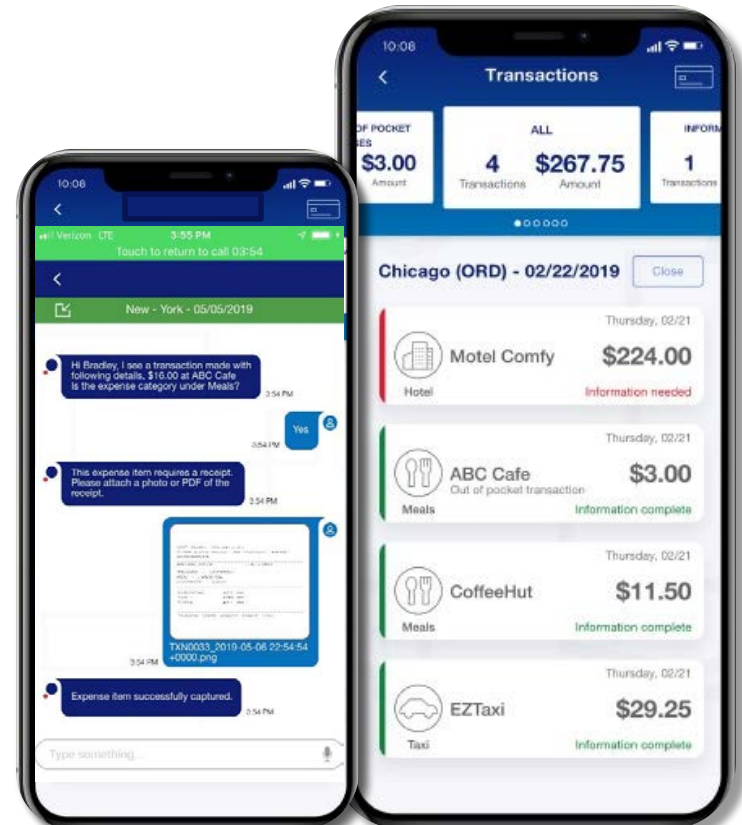 10:08
Verizon LTE 3:55 PM
Touch to return to call 03:54
New - York - 05/05/2019
Hi Bradley, I see a transaction made with
following details, $16.00 at ABC Cafe
Is the expense category under Meals?
3:54 PM
Yes
3:54 PM
This expense item requires a receipt.
Please attach a photo or PDF of the
receipt.
3:54 PM
TXN0033_2019-05-06 22:54:54
+0000.png
3:54 PM
Expense item successfully captured.
3:54 PM
Type something...
10:08
Transactions
OF POCKET
$3.00
Amount
ALL
4 $267.75
Transactions Amount
INFORM
1
Transactions
Chicago (ORD) - 02/22/2019 Close
Thursday, 02/21
Motel Comfy $224.00
Hotel Information needed
Thursday, 02/21
ABC Cafe $3.00
Out of pocket transaction
Meals Information complete
Thursday, 02/21
CoffeeHut $11.50
Meals Information complete
Thursday, 02/21
EZTaxi $29.25
Taxi Information complete